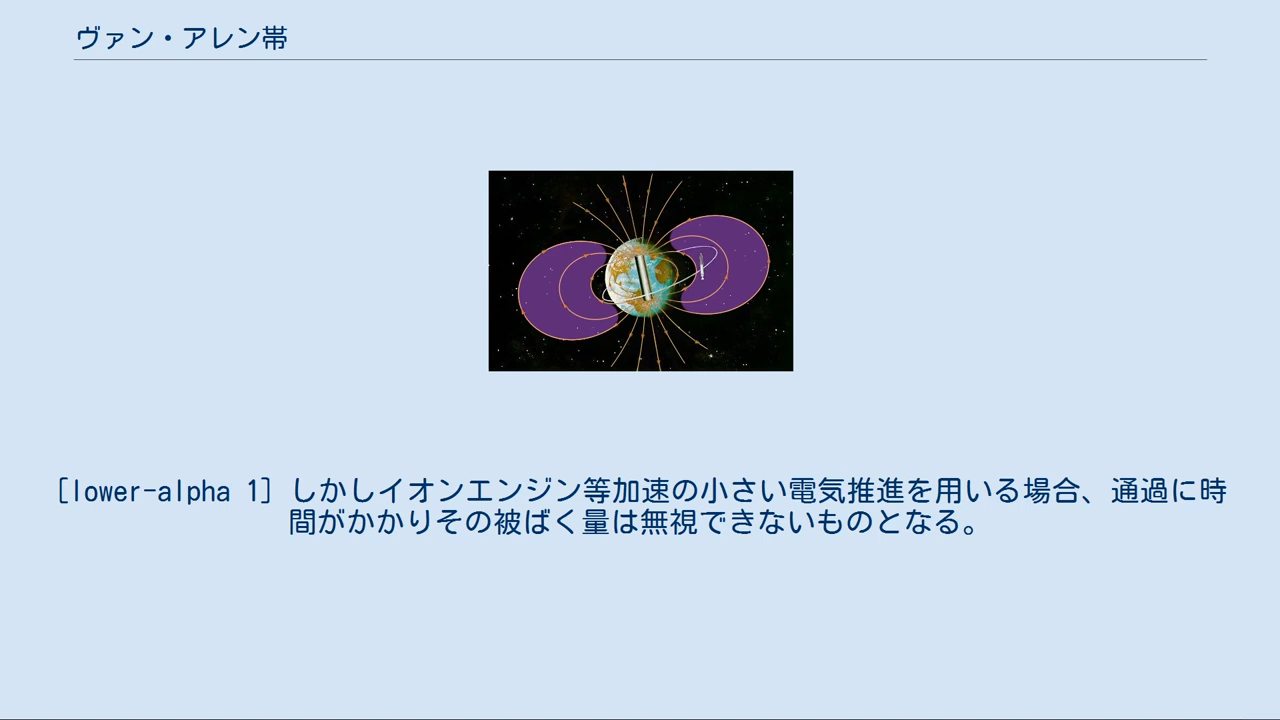 ヴァン・アレン帯
[lower-alpha 1] しかしイオンエンジン等加速の小さい電気推進を用いる場合、通過に時
間がかかりその被ばく量は無視できないものとなる。